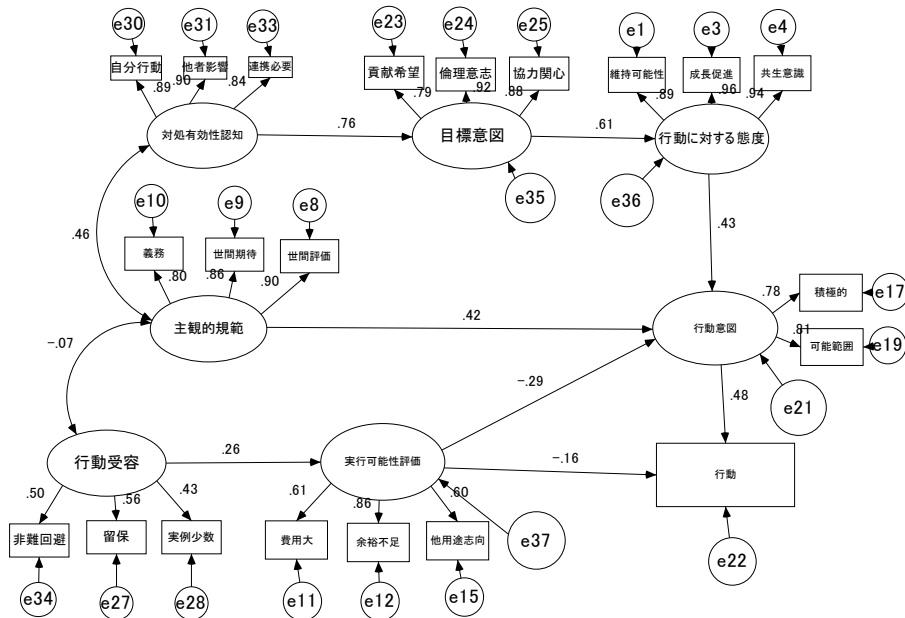 e30
e31
e33
e23
e24
e25
e1
e3
e4
自分行動
他者影響
連携必要
貢献希望
倫理意志
協力関心
維持可能性
成長促進
共生意識
.89
.90
.84
.79
.92
.88
.89
.96
.94
対処有効性認知
.76
目標意図
.61
行動に対する態度
e35
e36
e10
e9
e8
.46
義務
世間期待
世間評価
.43
.80
.86
.90
主観的規範
.42
行動意図
.78
積極的
e17
.81
可能範囲
e19
-.07
-.29
e21
.48
行動受容
.26
実行可能性評価
-.16
行動
.50
.56
.43
.61
.86
.60
非難回避
留保
実例少数
費用大
余裕不足
他用途志向
e37
e22
e34
e27
e28
e11
e12
e15